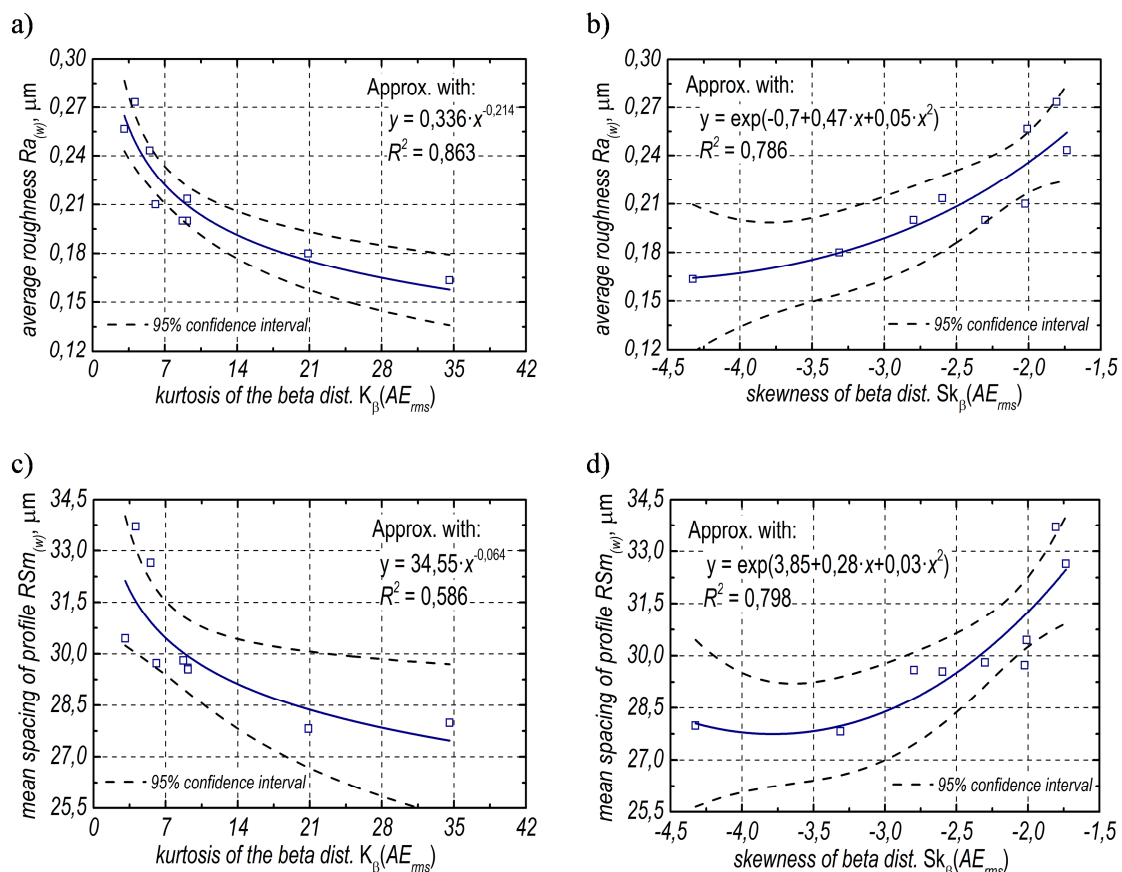 a)
0,30
0,27
0,24
0,21
0,18
0,15
0,12
average roughness Ra(w), µm
Approx. with:
y = 0,336·x^-0,214
R² = 0,863
95% confidence interval
0 7 14 21 28 35 42
kurtosis of the beta dist. Kβ(AErms)
b)
0,30
0,27
0,24
0,21
0,18
0,15
0,12
average roughness Ra(w), µm
Approx. with:
y = exp(-0,7+0,47·x+0,05·x²)
R² = 0,786
95% confidence interval
-4,5 -4,0 -3,5 -3,0 -2,5 -2,0 -1,5
skewness of beta dist. Skβ(AErms)
c)
34,5
33,0
31,5
30,0
28,5
27,0
25,5
mean spacing of profile RSm(w), µm
Approx. with:
y = 34,55·x^-0,064
R² = 0,586
95% confidence interval
0 7 14 21 28 35 42
kurtosis of the beta dist. Kβ(AErms)
d)
34,5
33,0
31,5
30,0
28,5
27,0
25,5
mean spacing of profile RSm(w), µm
Approx. with:
y = exp(3,85+0,28·x+0,03·x²)
R² = 0,798
95% confidence interval
-4,5 -4,0 -3,5 -3,0 -2,5 -2,0 -1,5
skewness of beta dist. Skβ(AErms)